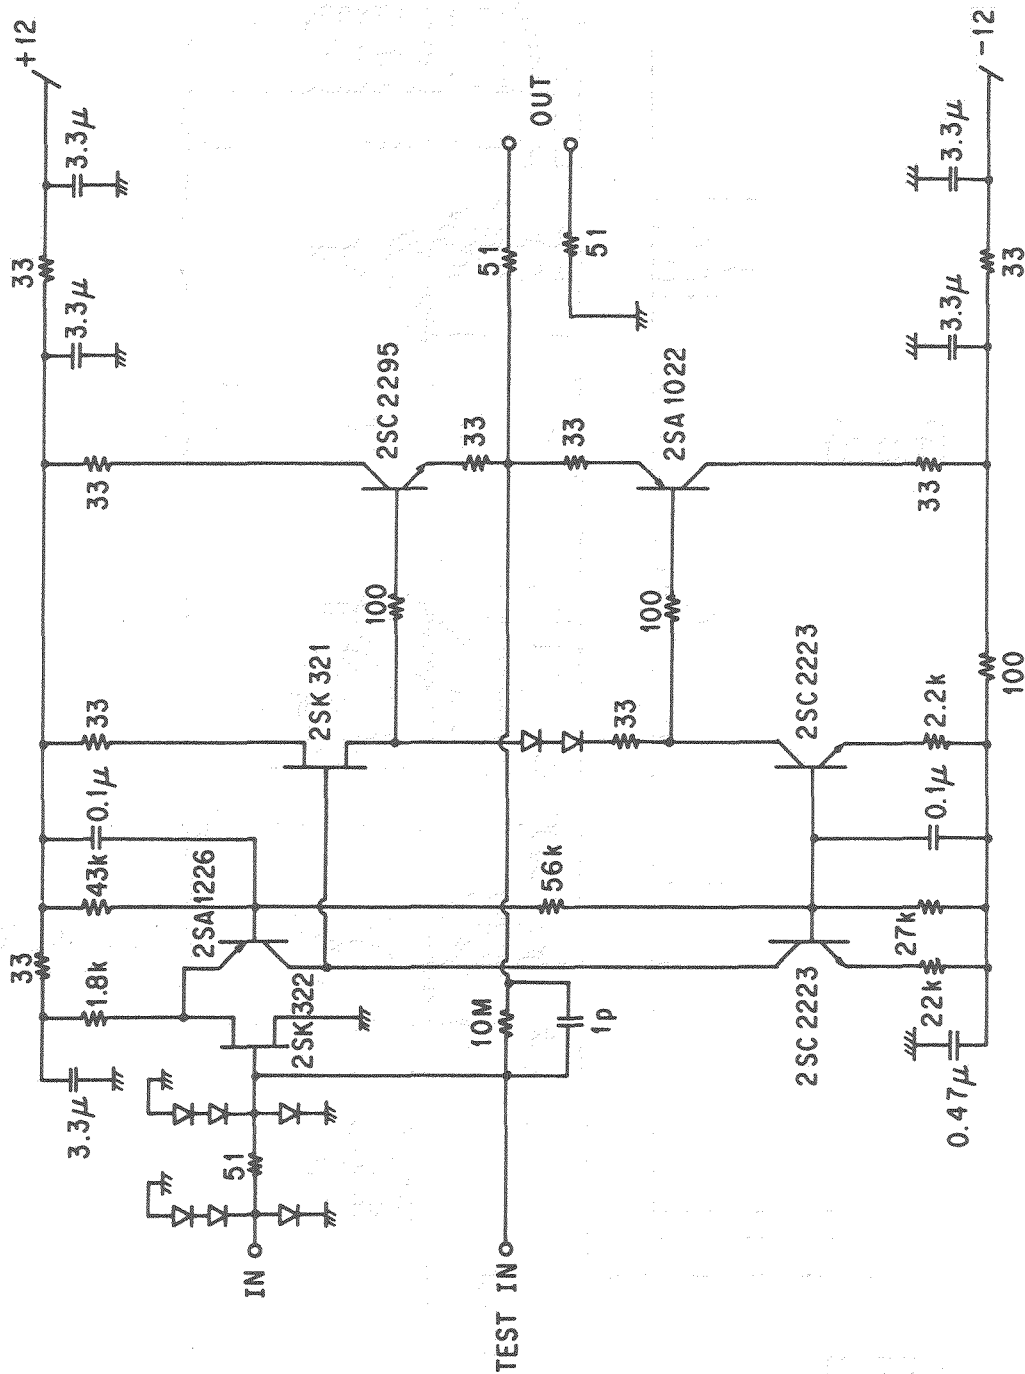 +12
3.3μ
33
3.3μ
33
33
0.1μ
43k
33
1.8k
3.3μ
2SC2295
100
2SK321
2SA1226
2SK322
51
IN
OUT
51
51
33
33
10M
1p
TEST IN
2SA1022
100
33
56k
2SC2223
2SC2223
-12
3.3μ
33
3.3μ
33
100
2.2k
0.1μ
27k
22k
0.47μ